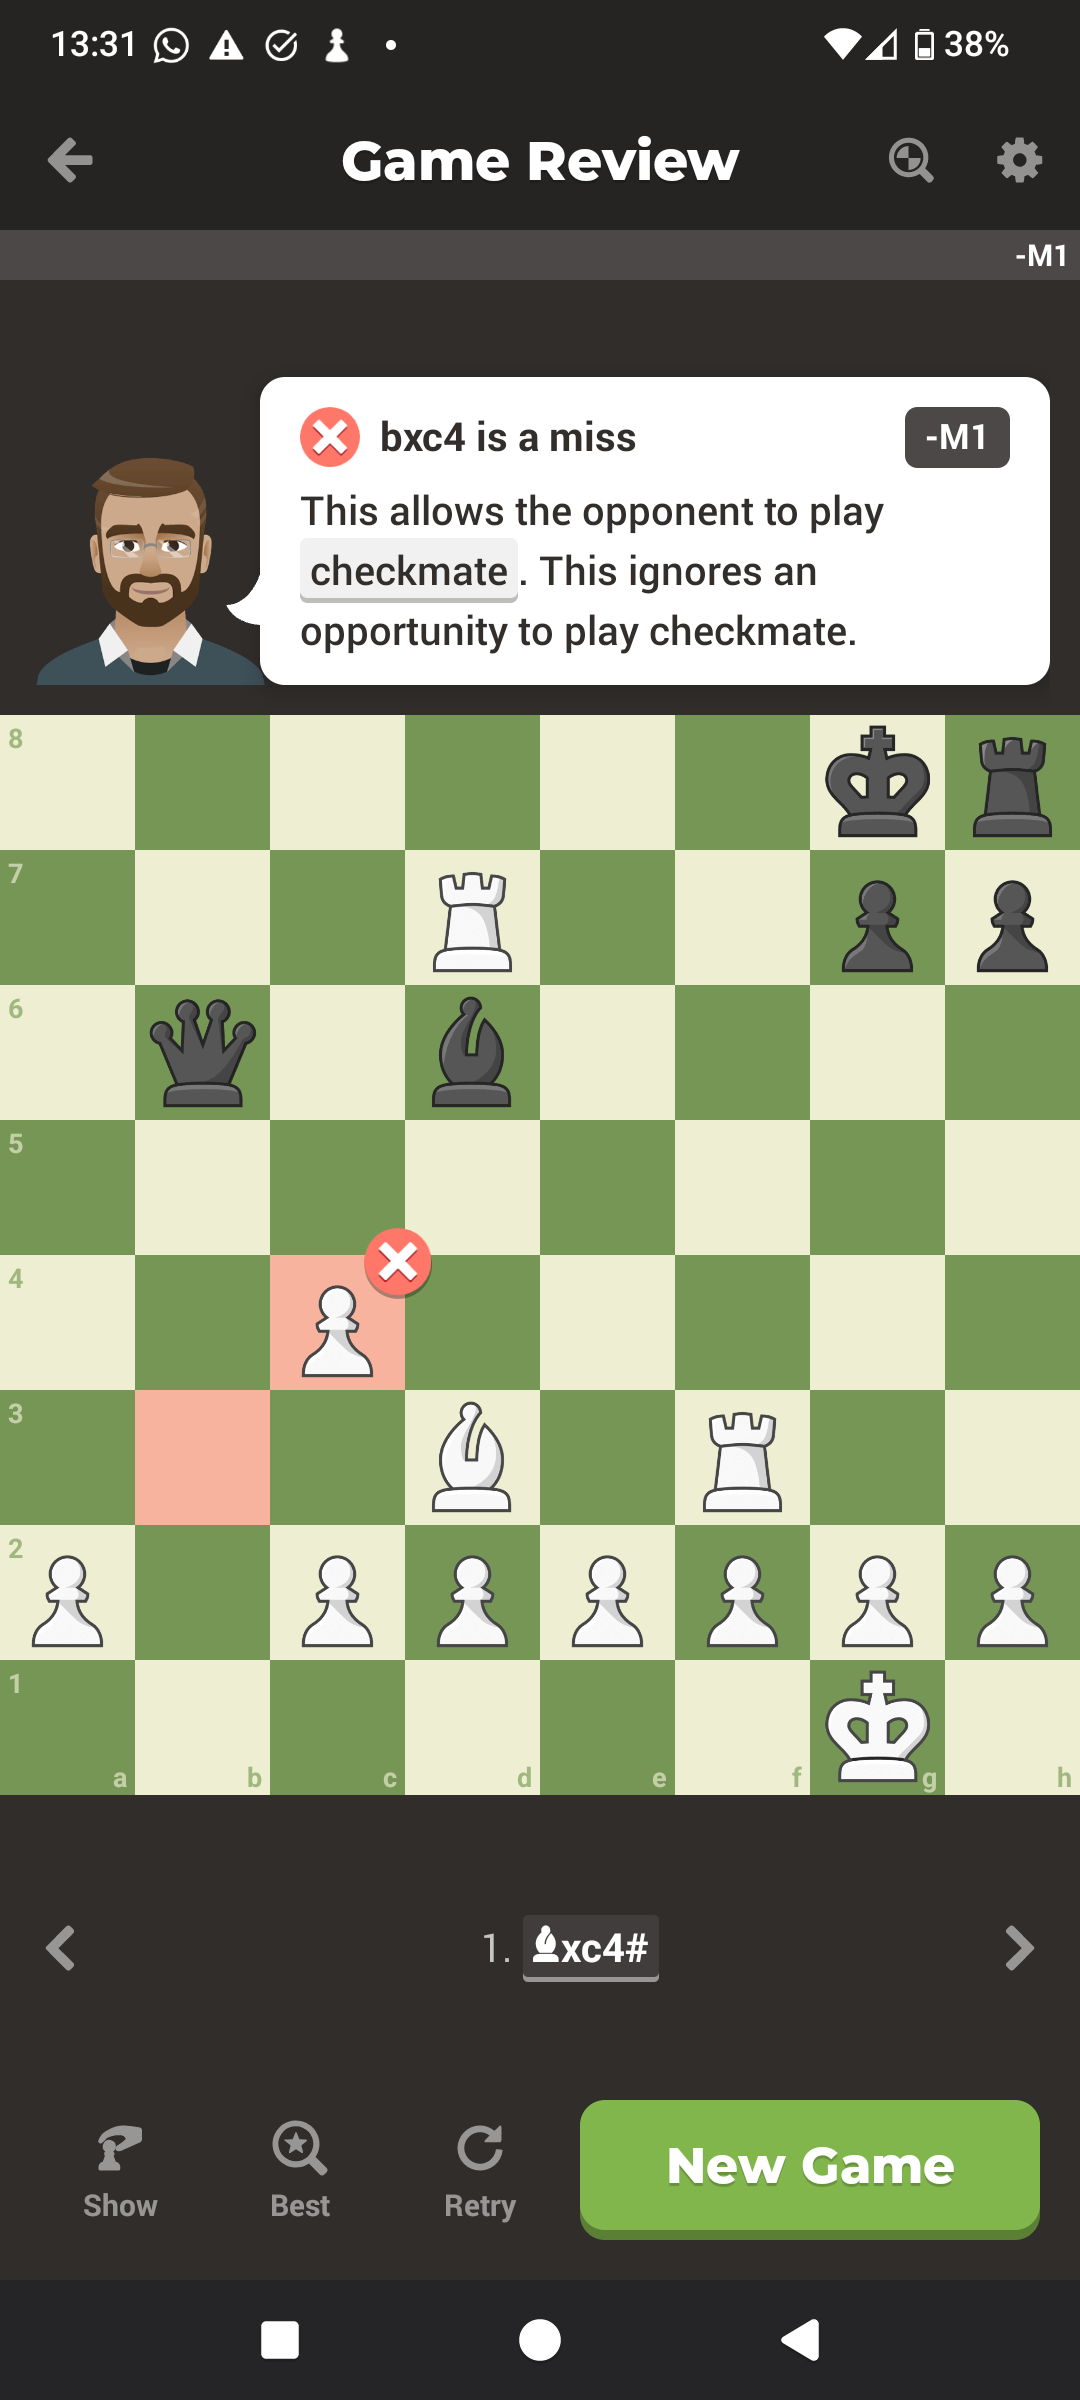 13:31 38%
Game Review
-M1
bxc4 is a miss -M1
This allows the opponent to play
checkmate. This ignores an
opportunity to play checkmate.
8
7
6
5
4
3
2
1
a b c d e f g h
1. xc4#
Show Best Retry New Game